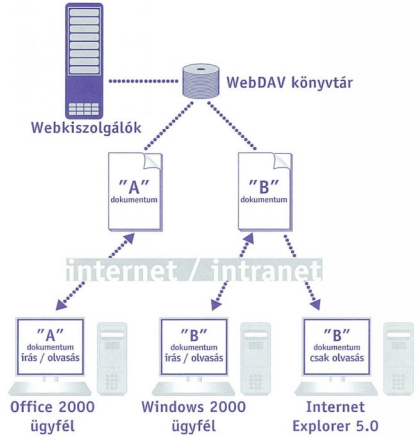 WebDAV könyvtár
Webkiszolgálók
"A"
dokumentum
"B"
dokumentum
internet / intranet
"A"
dokumentum
írás / olvasás
"B"
dokumentum
írás / olvasás
"B"
dokumentum
csak olvasás
Office 2000
ügyfél
Windows 2000
ügyfél
Internet
Explorer 5.0